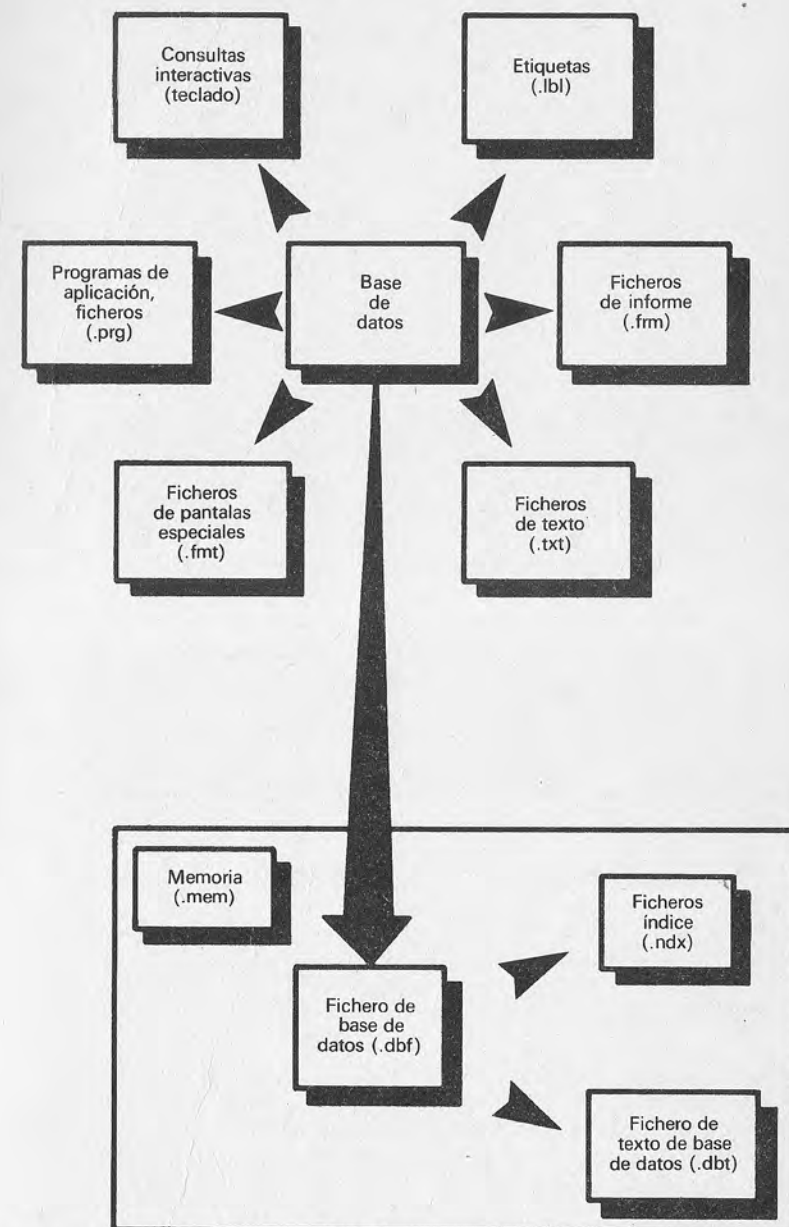 Consultas
interactivas
(teclado)
Etiquetas
(.lbl)
Programas de
aplicación,
ficheros
(.prg)
Base
de
datos
Ficheros
de informe
(.frm)
Ficheros
de pantalas
especiales
(.fmt)
Ficheros
de texto
(.txt)
Memoria
(.mem)
Ficheros
índice
(.ndx)
Fichero de
base de
datos (.dbf)
Fichero de
texto de base
de datos (.dbt)